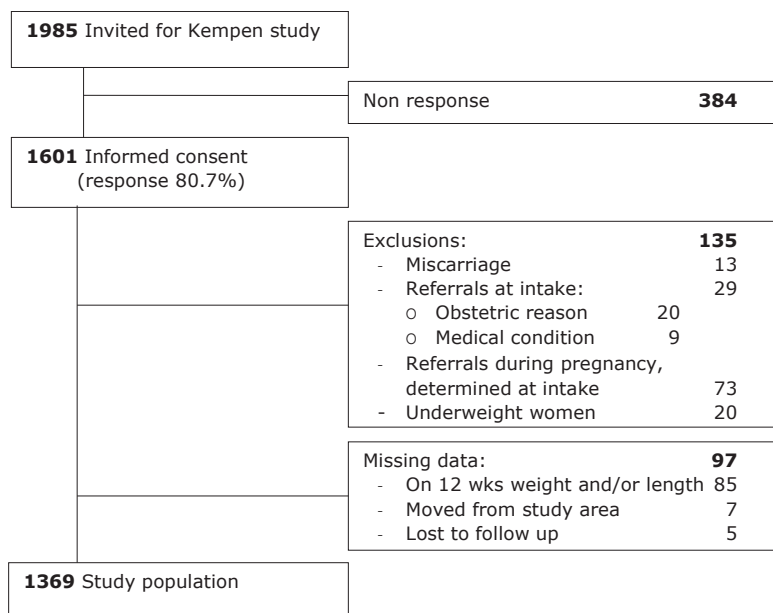 1985 Invited for Kempen study
Non response 384
1601 Informed consent
(response 80.7%)
Exclusions: 135
- Miscarriage 13
- Referrals at intake: 29
o Obstetric reason 20
o Medical condition 9
- Referrals during pregnancy,
determined at intake 73
- Underweight women 20
Missing data: 97
- On 12 wks weight and/or length 85
- Moved from study area 7
- Lost to follow up 5
1369 Study population